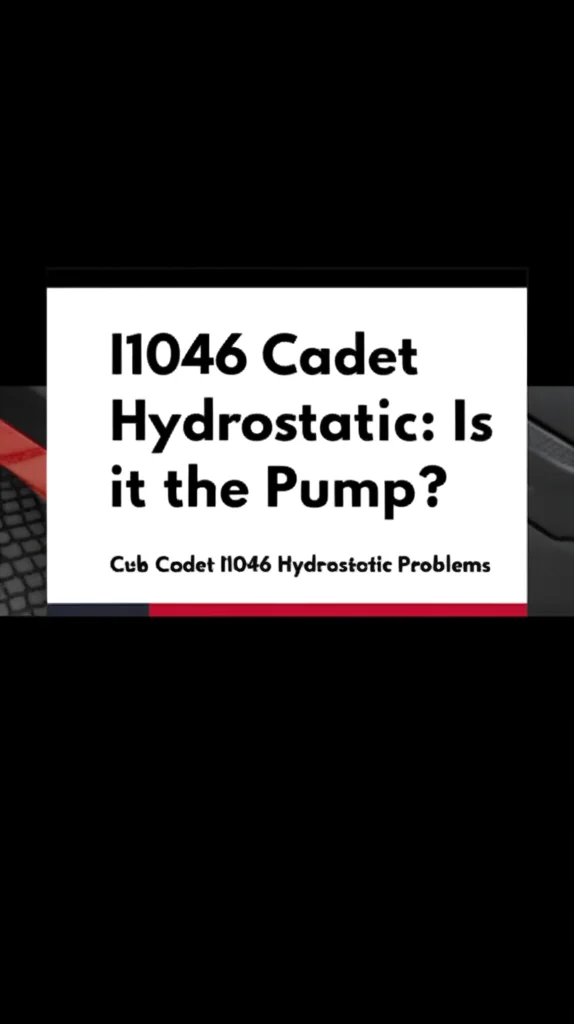 I1046 Cadet
Hydrostatic: Is
it the Pump?
Cub Codet I1046 Hydrostotic Problems